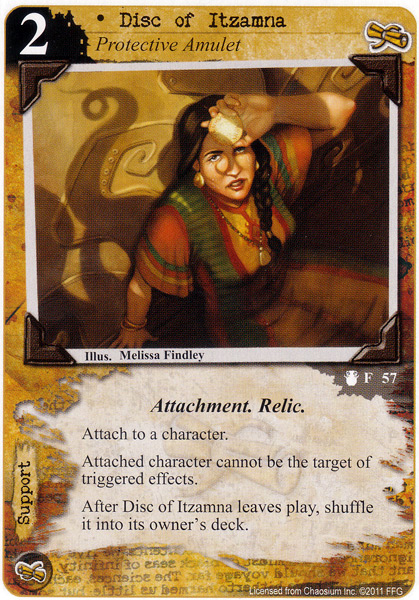 2
• Disc of Itzamna
Protective Amulet
Illus. Melissa Findley
F 57
Attachment. Relic.
Attach to a character.
Attached character cannot be the target of
triggered effects.
After Disc of Itzamna leaves play, shuffle
it into its owner's deck.
Support
Licensed from Chaosium Inc. ©2011 FFG